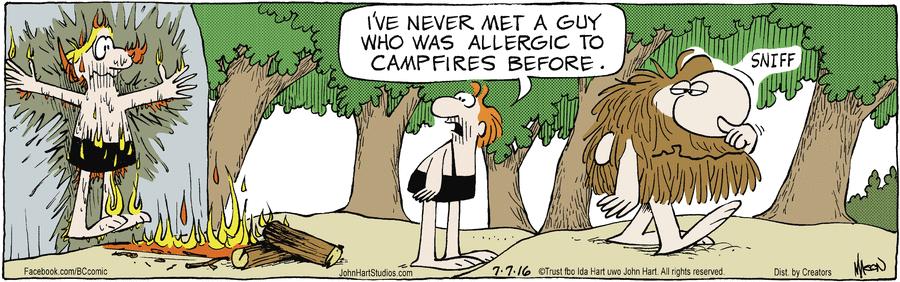 I'VE NEVER MET A GUY
WHO WAS ALLERGIC TO
CAMPFIRES BEFORE.
SNIFF
Facebook.com/BCcomic
JohnHartStudios.com
7·7·16
©Trust fbo Ida Hart uwo John Hart. All rights reserved.
Dist. by Creators
MASON